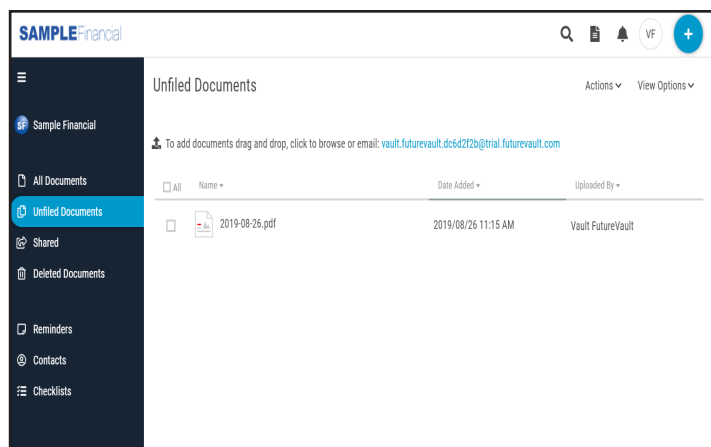 SAMPLEFinancial
VF
+
SF Sample Financial
All Documents
Unfiled Documents
Shared
Deleted Documents
Reminders
Contacts
Checklists
Unfiled Documents
Actions
View Options
To add documents drag and drop, click to browse or email: vault.futurevault.dc6d2f2b@trial.futurevault.com
All Name Date Added Uploaded By
2019-08-26.pdf 2019/08/26 11:15 AM Vault FutureVault